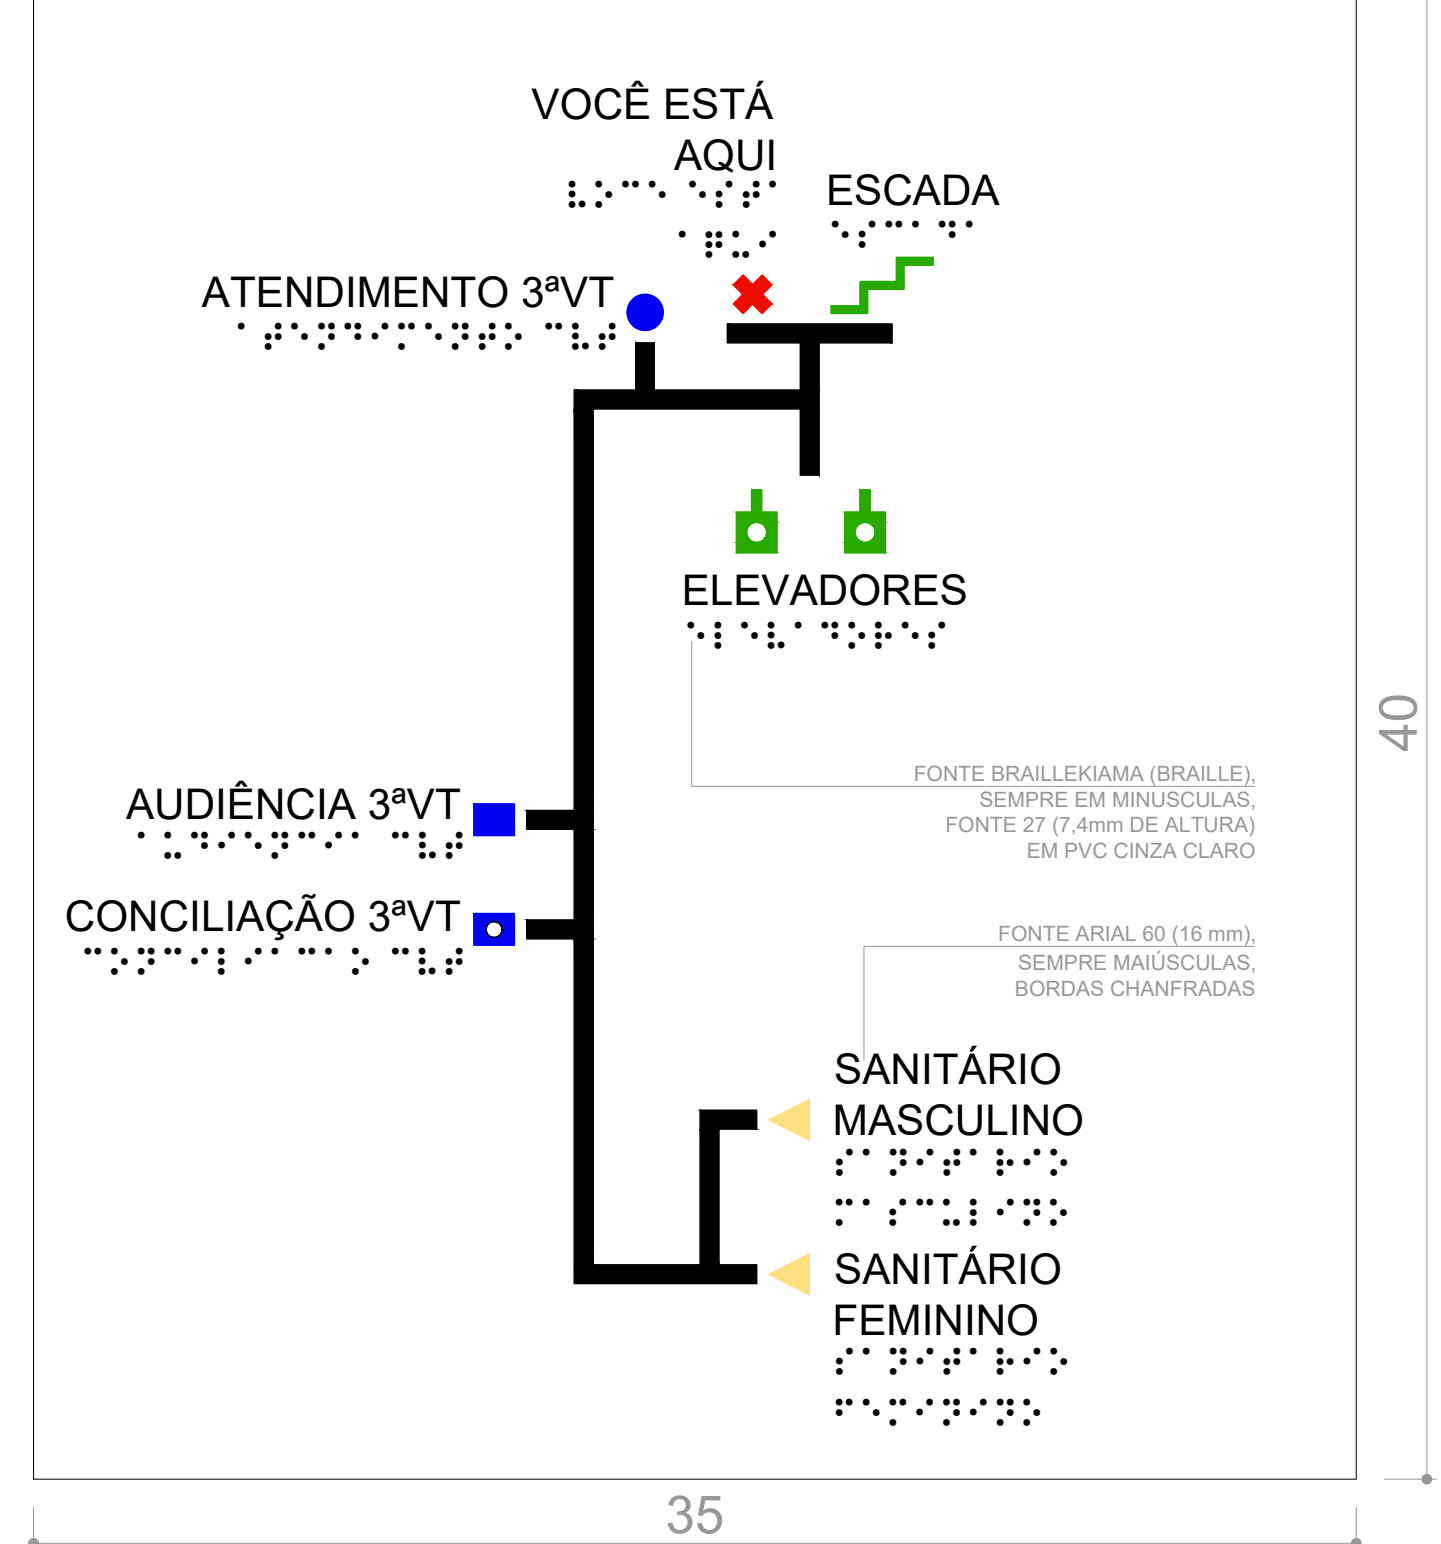 VOCÊ ESTÁ
AQUI
ESCADA
ATENDIMENTO 3ªVT
ELEVADORES
AUDIÊNCIA 3ªVT
CONCILIAÇÃO 3ªVT
FONTE BRAILLEKIAMA (BRAILLE),
SEMPRE EM MINUSCULAS,
FONTE 27 (7,4mm DE ALTURA)
EM PVC CINZA CLARO
FONTE ARIAL 60 (16 mm),
SEMPRE MAIÚSCULAS,
BORDAS CHANFRADAS
SANITÁRIO
MASCULINO
SANITÁRIO
FEMININO
40
35